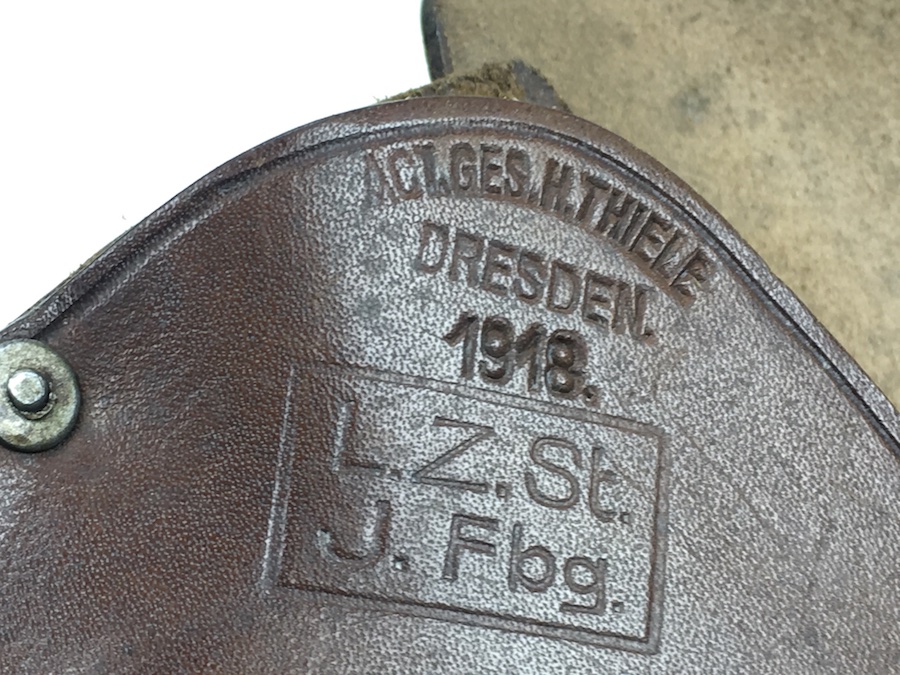 ACT.GES.H.THIELE
DRESDEN.
1918.
L.Z.St.
J. Fbg.